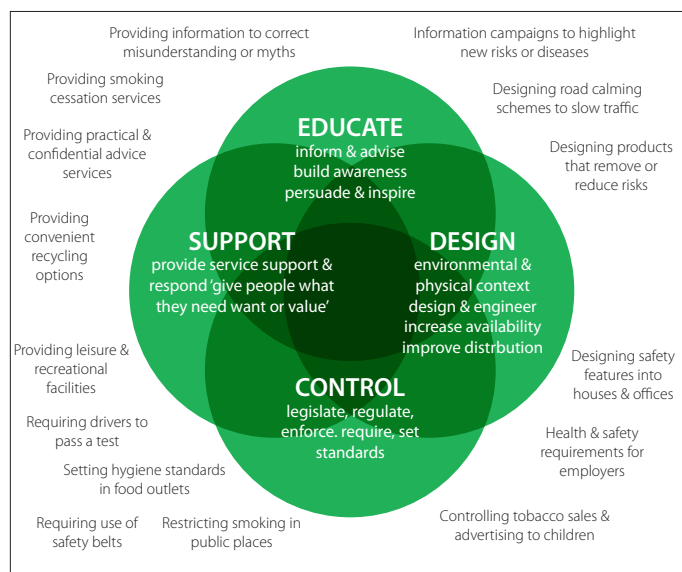 Providing information to correct
misunderstanding or myths
Information campaigns to highlight
new risks or diseases
Providing smoking
cessation services
Designing road calming
schemes to slow traffic
Providing practical &
confidential advice
services
Designing products
that remove or
reduce risks
EDUCATE
inform & advise
build awareness
persuade & inspire
Providing
convenient
recycling
options
SUPPORT
provide service support &
respond ‘give people what
they need want or value’
DESIGN
environmental &
physical context
design & engineer
increase availability
improve distrbution
Providing leisure &
recreational
facilities
Designing safety
features into
houses & offices
CONTROL
legislate, regulate,
enforce. require, set
standards
Requiring drivers to
pass a test
Health & safety
requirements for
employers
Setting hygiene standards
in food outlets
Requiring use of
safety belts
Restricting smoking in
public places
Controlling tobacco sales &
advertising to children